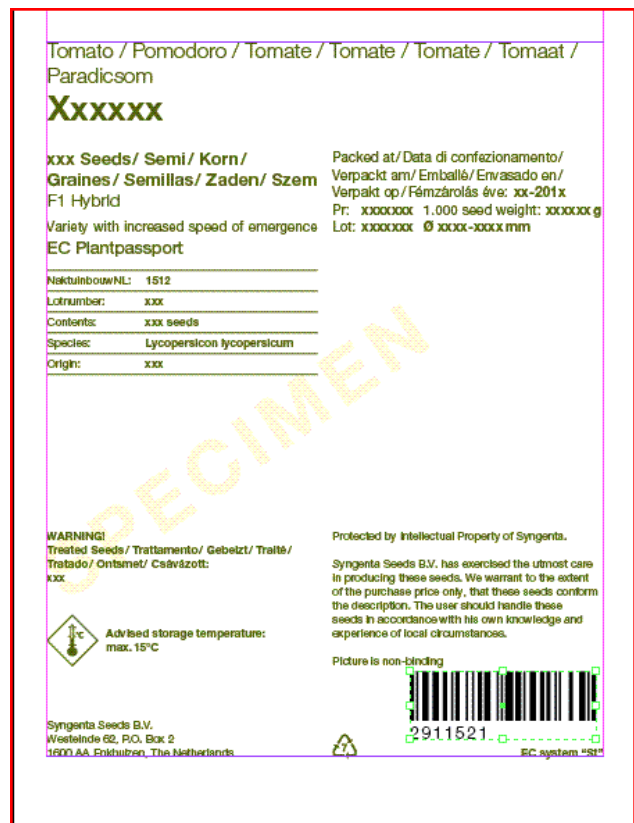 Tomato / Pomodoro / Tomate / Tomate / Tomate / Tomaat /
Paradicsom
Xxxxxx
xxx Seeds/ Semi/ Korn/
Graines/ Semillas/ Zaden/ Szem
F1 Hybrid
Variety with increased speed of emergence
EC Plantpassport
NaktuinbouwNL: 1512
Lotnumber: xxx
Contents: xxx seeds
Species: Lycopersicon lycopersicum
Origin: xxx
Packed at/ Data di confezionamento/
Verpackt am/ Emballé/ Envasado en/
Verpakt op/ Fémzárolás éve: xx-201x
Pr: xxxxxxx 1.000 seed weight: xxxxxx g
Lot: xxxxxxx Ø xxxx-xxxx mm
SPECIMEN
WARNING!
Treated Seeds/ Trattamento/ Gebeizt/ Traité/
Tratado/ Ontsmet/ Csávázott:
xxx
°C
Advised storage temperature:
max. 15°C
Syngenta Seeds B.V.
Westeinde 62, P.O. Box 2
1600 AA Enkhuizen, The Netherlands
Protected by Intellectual Property of Syngenta.
Syngenta Seeds B.V. has exercised the utmost care
in producing these seeds. We warrant to the extent
of the purchase price only, that these seeds conform
the description. The user should handle these
seeds in accordance with his own knowledge and
experience of local circumstances.
Picture is non-binding
2911521
7
EC system "St"